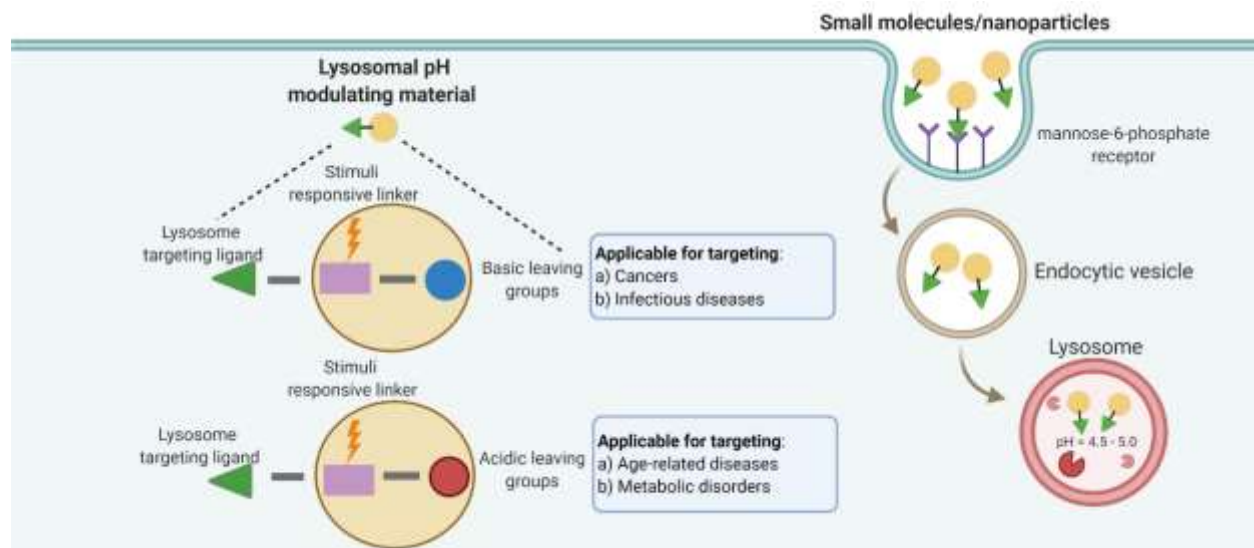 Small molecules/nanoparticles
Lysosomal pH
modulating material
mannose-6-phosphate
receptor
Stimuli
responsive linker
Lysosome
targeting ligand
Basic leaving
groups
Applicable for targeting:
a) Cancers
b) Infectious diseases
Endocytic vesicle
Lysosome
pH = 4.5 - 5.0
Stimuli
responsive linker
Lysosome
targeting ligand
Acidic leaving
groups
Applicable for targeting:
a) Age-related diseases
b) Metabolic disorders